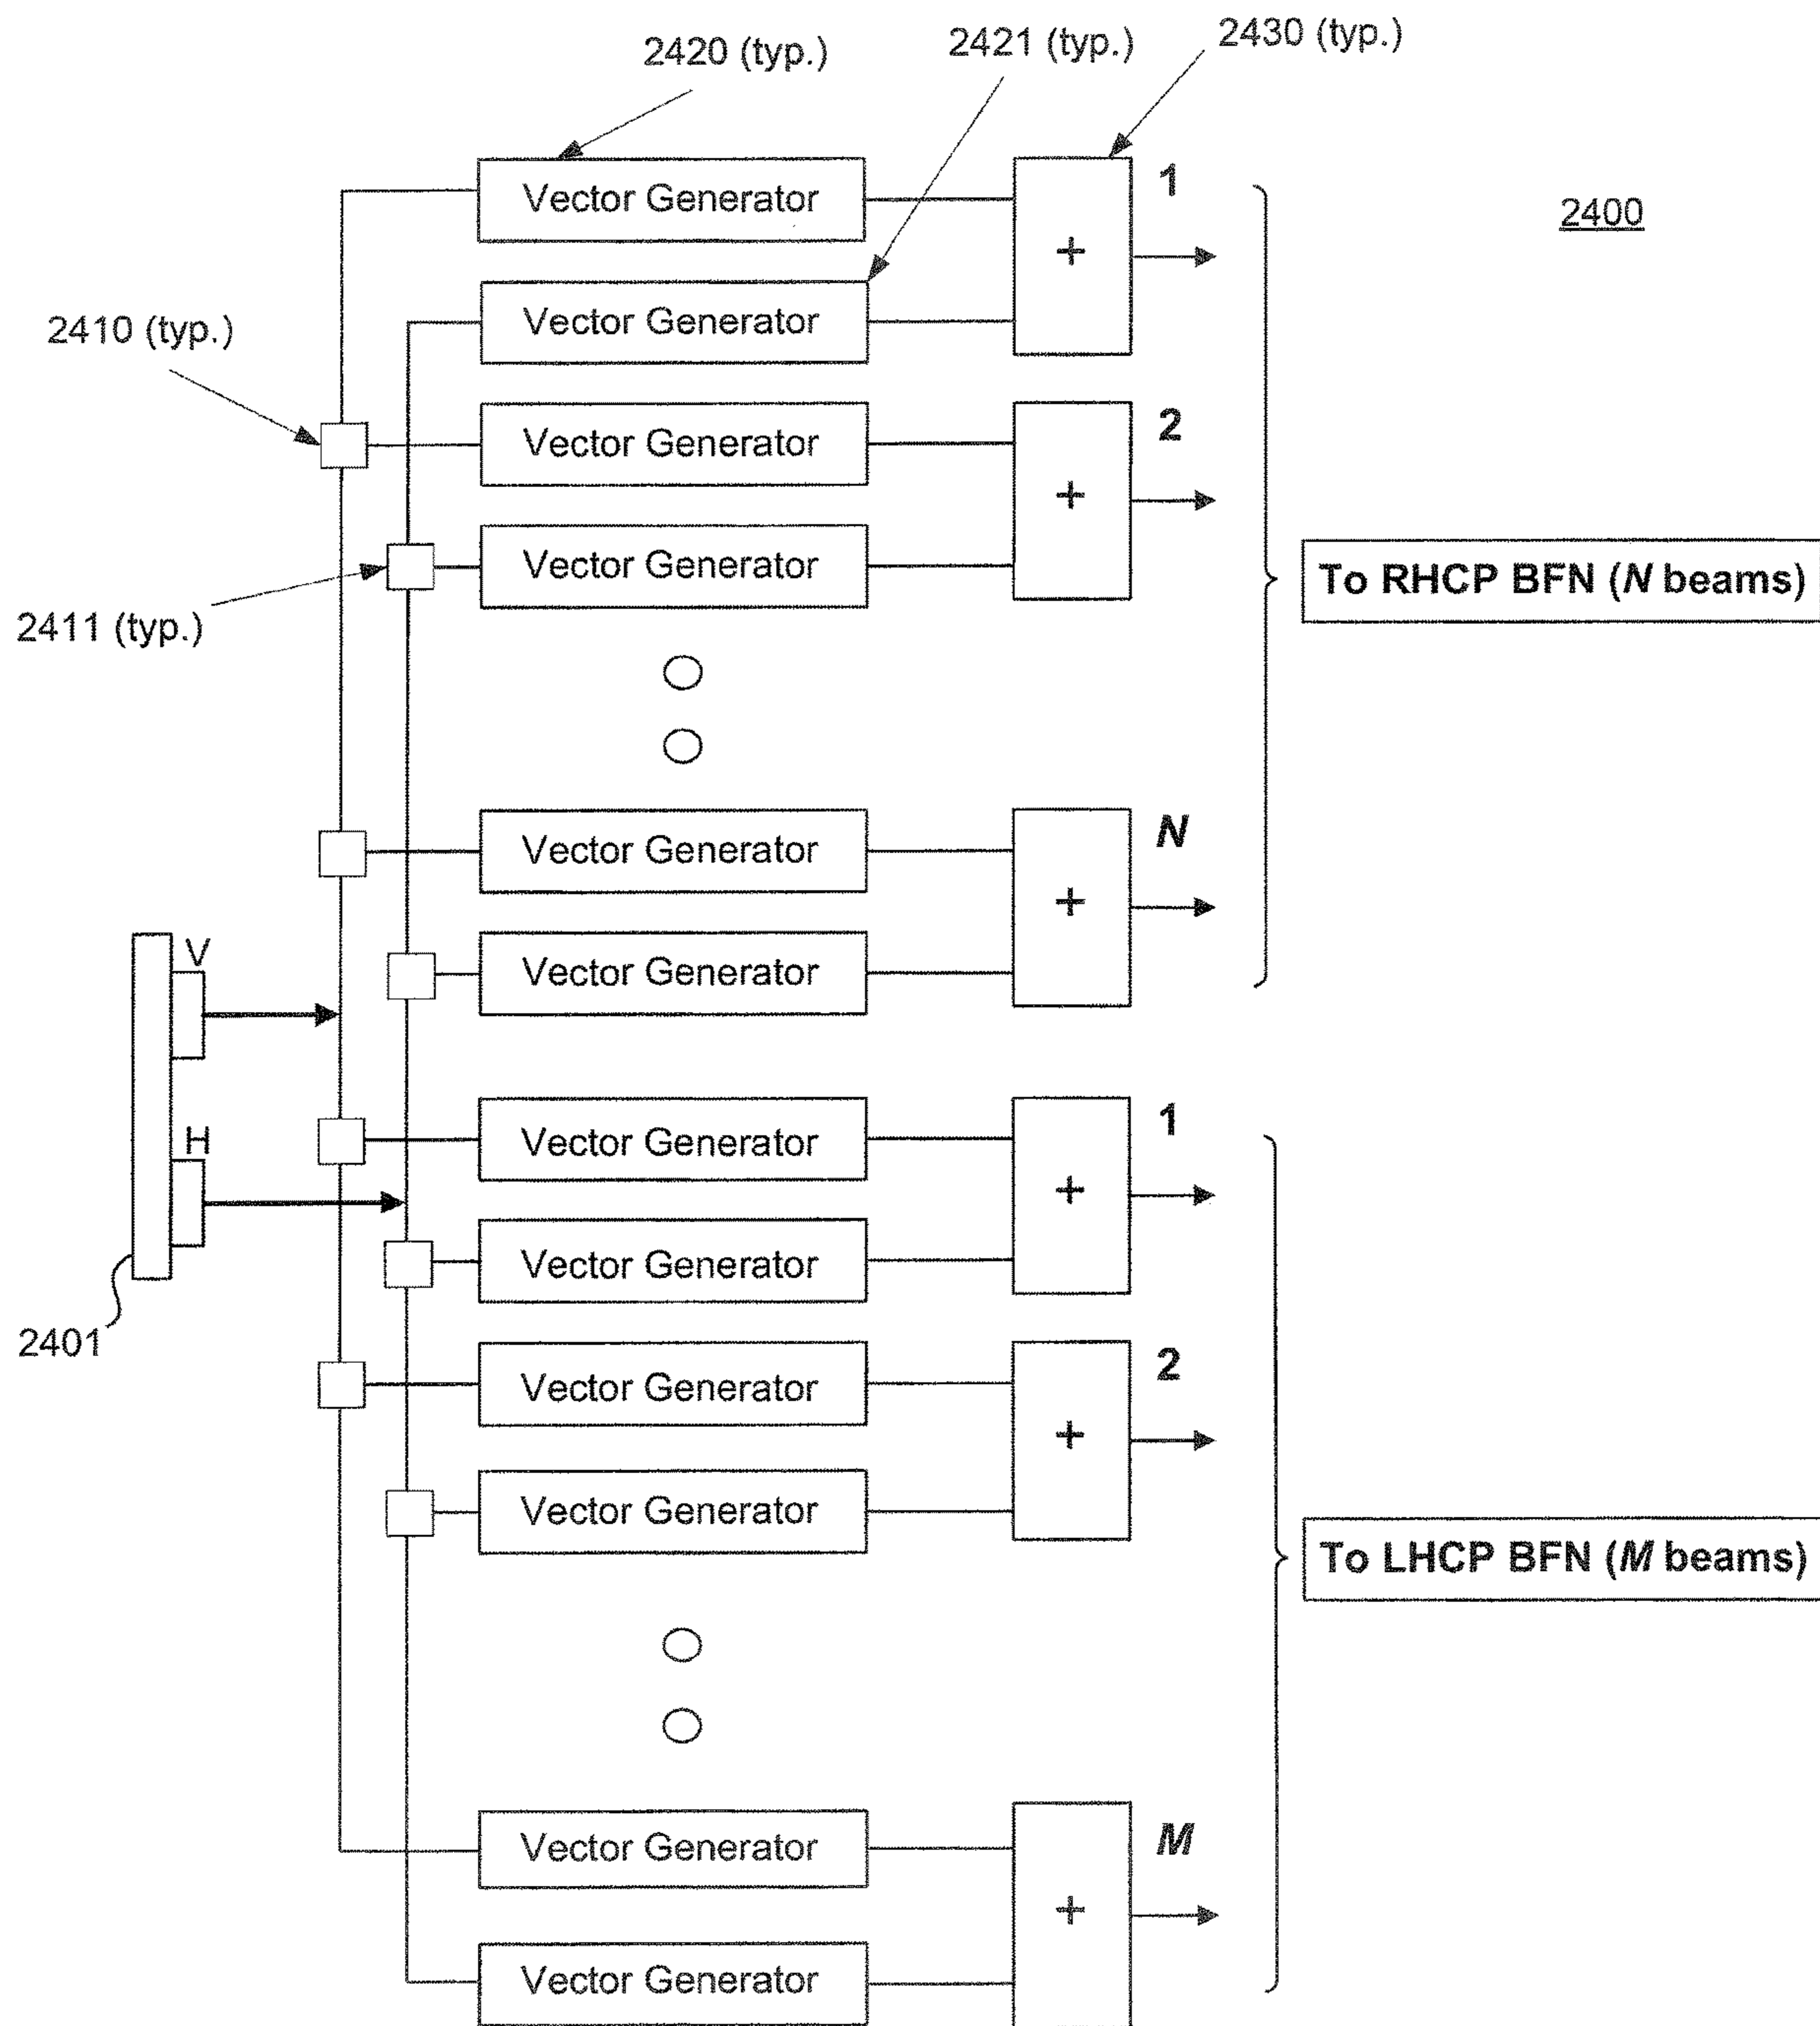 2420 (typ.)
2421 (typ.)
2430 (typ.)
2400
Vector Generator
+
1
Vector Generator
2410 (typ.)
Vector Generator
+
2
Vector Generator
2411 (typ.)
To RHCP BFN (N beams)
Vector Generator
+
N
Vector Generator
V
H
2401
Vector Generator
+
1
Vector Generator
Vector Generator
+
2
Vector Generator
To LHCP BFN (M beams)
Vector Generator
+
M
Vector Generator